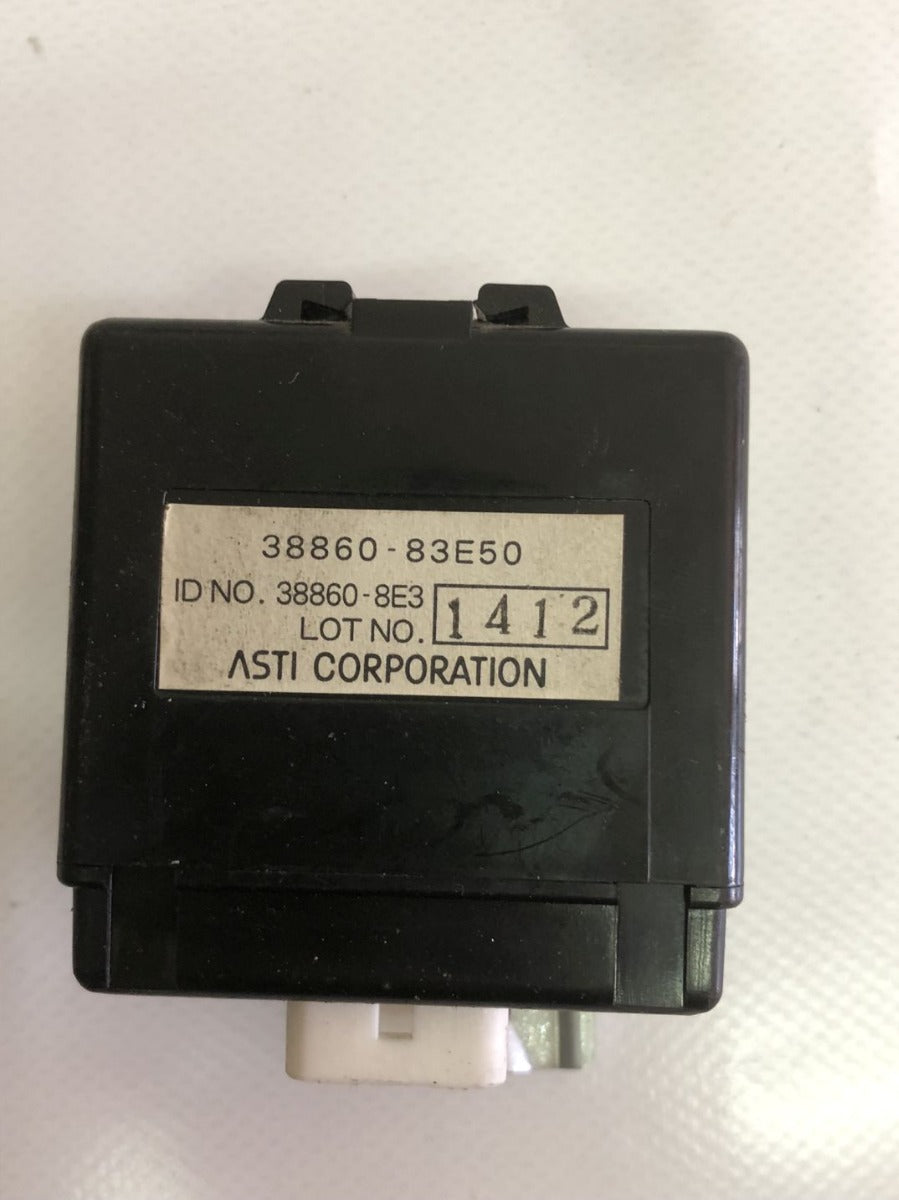 38860-83E50
ID NO. 38860-8E3
LOT NO. 1412
ASTI CORPORATION